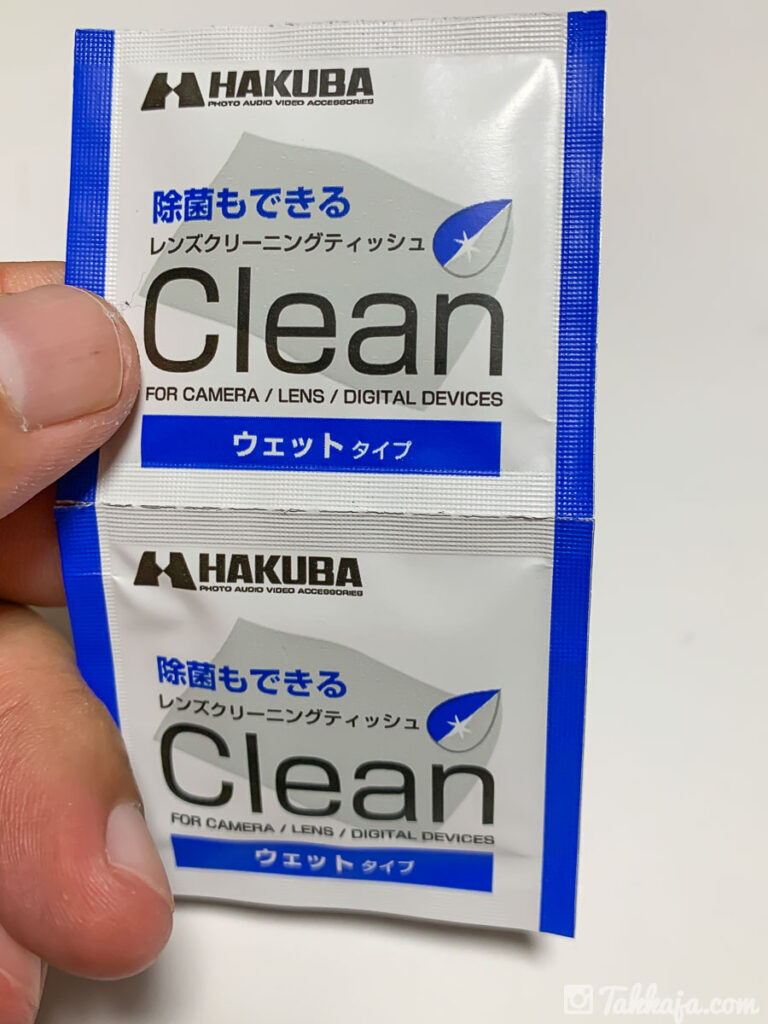 HAKUBA
PHOTO AUDIO VIDEO ACCESSORIES
除菌もできる
レンズクリーニングティッシュ
Clean
FOR CAMERA / LENS / DIGITAL DEVICES
ウェットタイプ
HAKUBA
PHOTO AUDIO VIDEO ACCESSORIES
除菌もできる
レンズクリーニングティッシュ
Clean
FOR CAMERA / LENS / DIGITAL DEVICES
ウェットタイプ
Takkaja.com